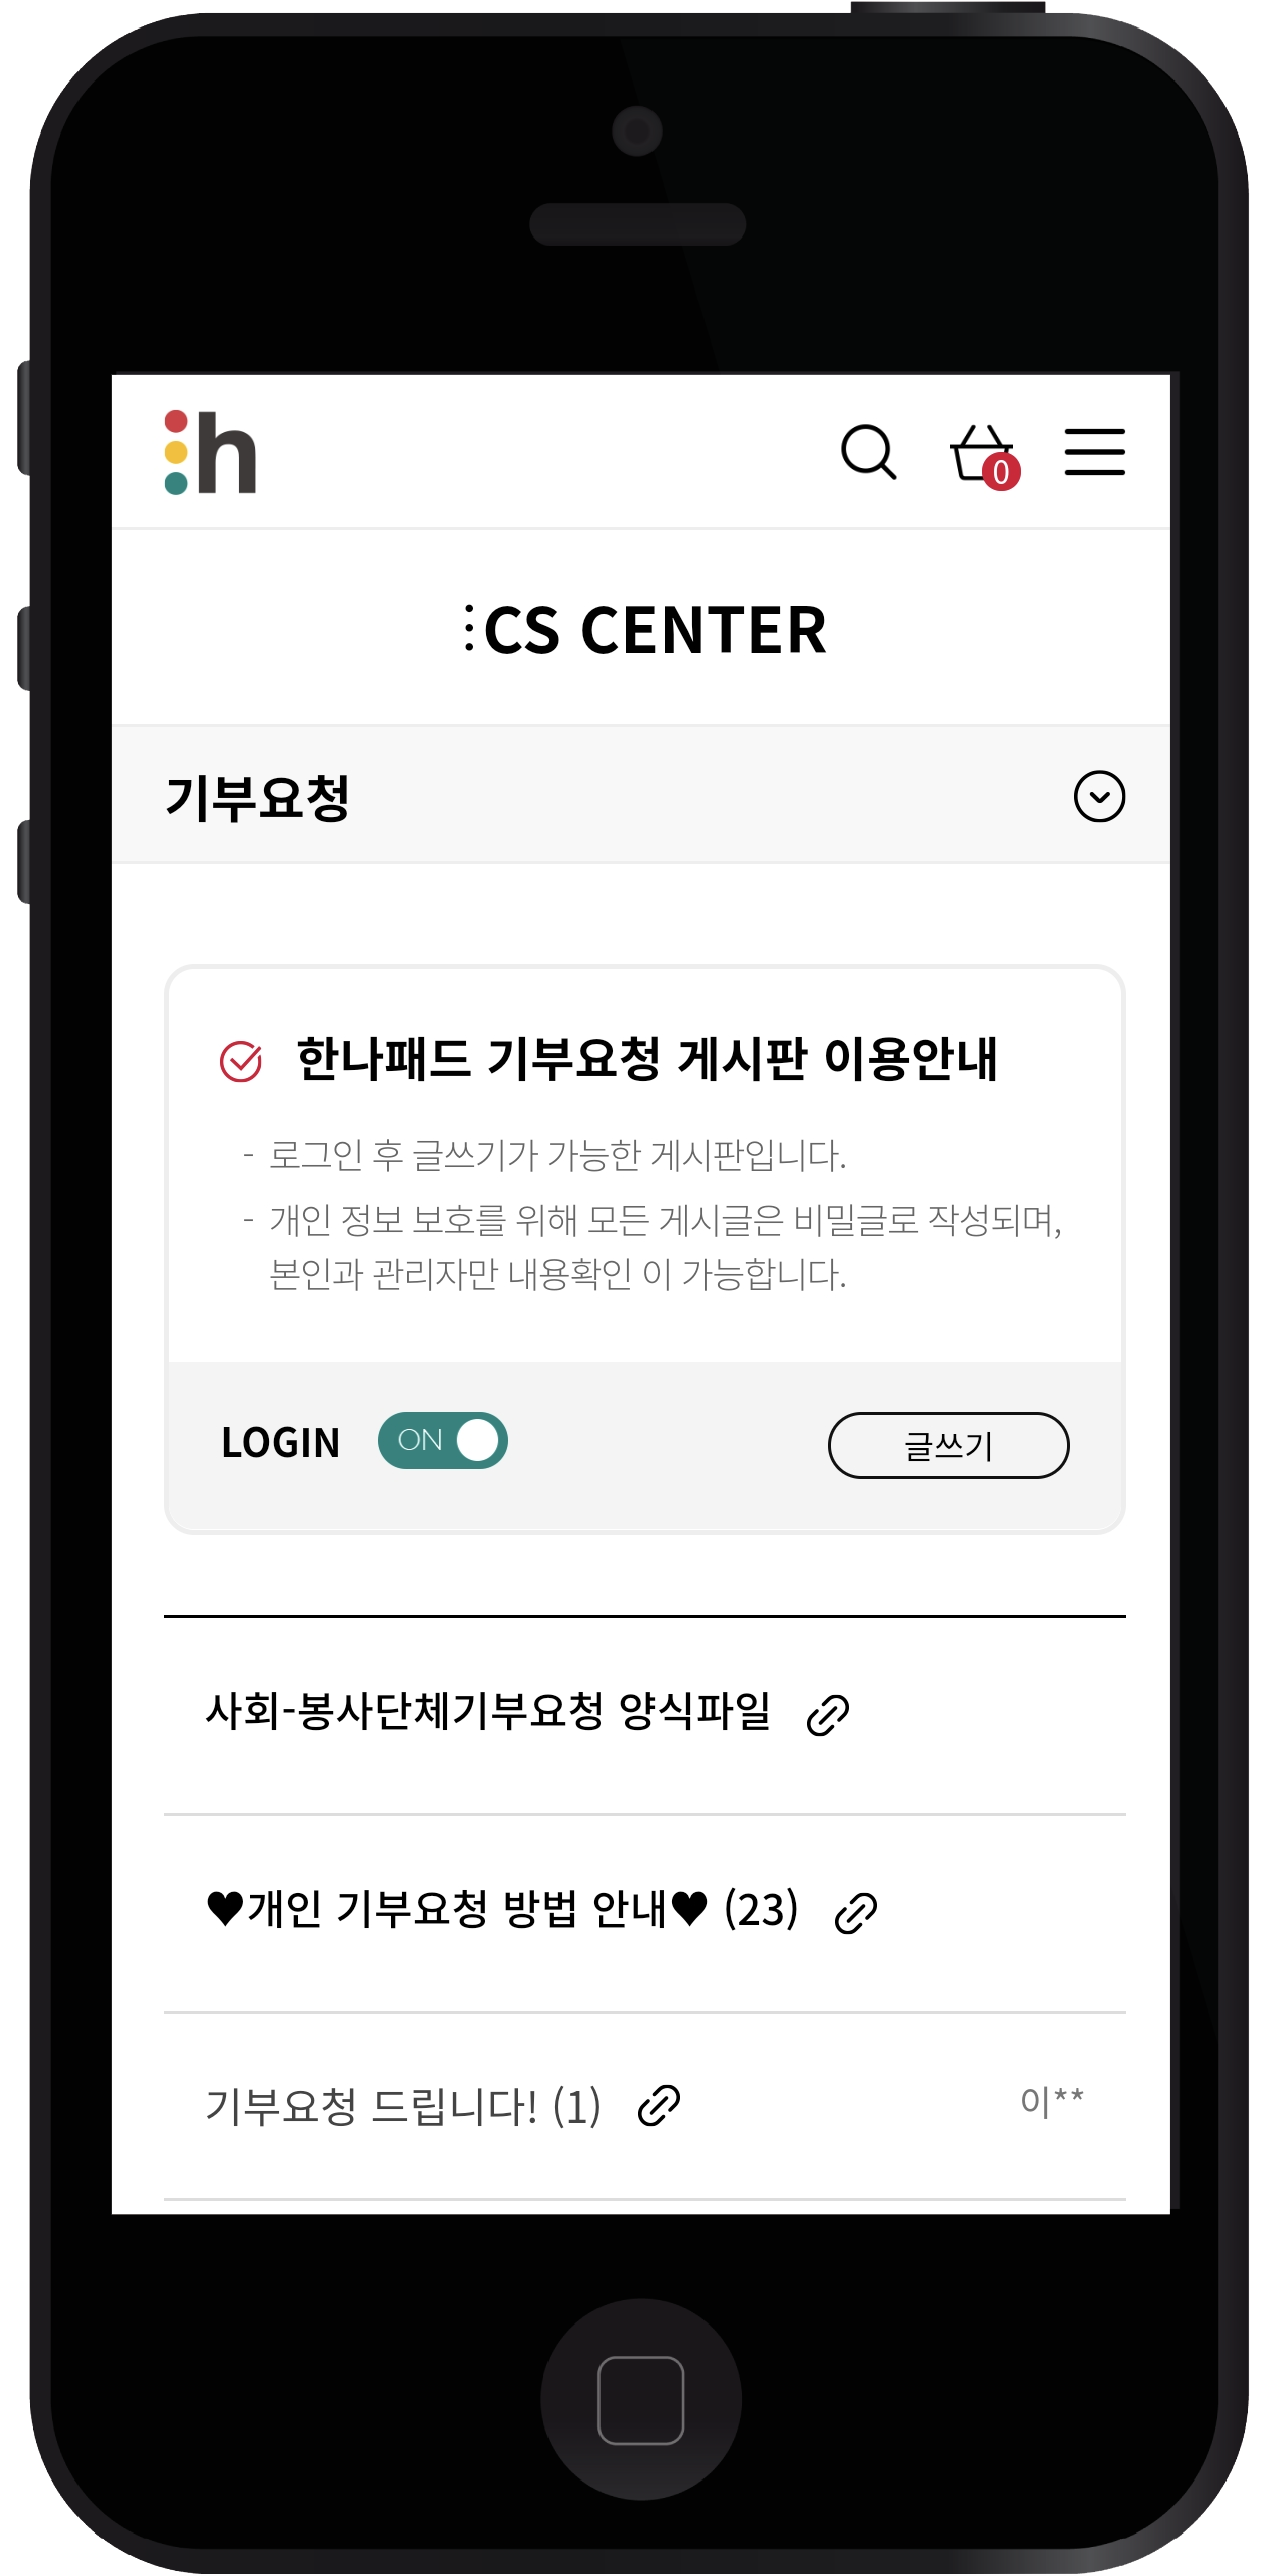 h
0
:CS CENTER
기부요청
한나패드 기부요청 게시판 이용안내
- 로그인 후 글쓰기가 가능한 게시판입니다.
- 개인 정보 보호를 위해 모든 게시글은 비밀글로 작성되며,
본인과 관리자만 내용확인 이 가능합니다.
LOGIN ON 글쓰기
사회-봉사단체기부요청 양식파일
♥개인 기부요청 방법 안내♥ (23)
기부요청 드립니다! (1) 이**